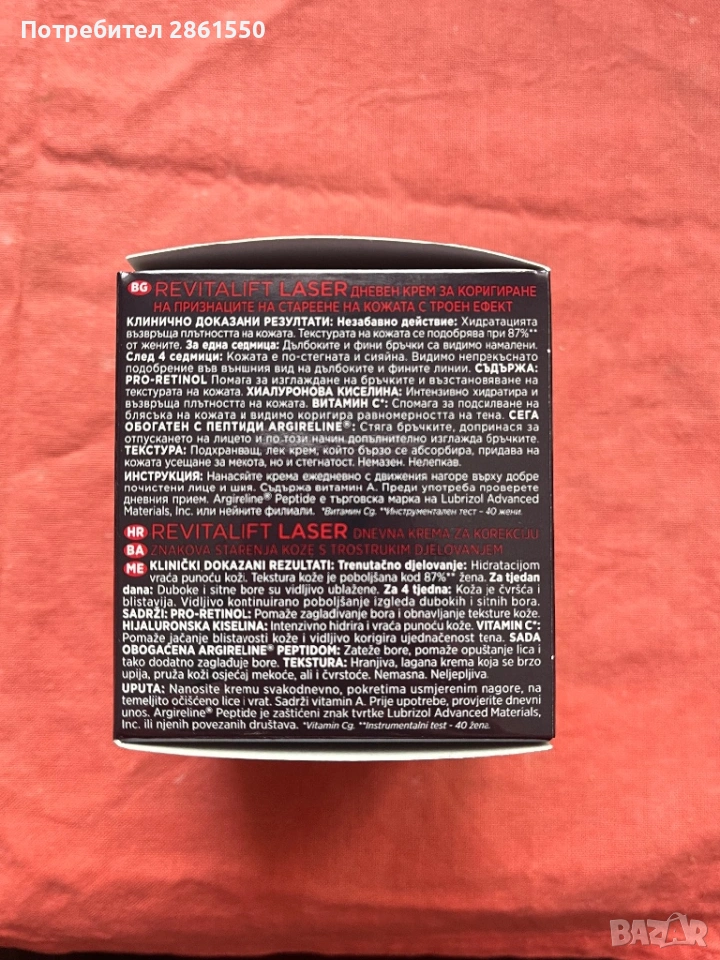 Потребител 2861550
BG REVITALIFT LASER ДНЕВЕН КРЕМ ЗА КОРИГИРАНЕ
НА ПРИЗНАЦИТЕ НА СТАРЕЕНЕ НА КОЖАТА С ТРОЕН ЕФЕКТ
КЛИНИЧНО ДОКАЗАНИ РЕЗУЛТАТИ: Незабавно действие: Хидратацията
възвръща плътността на кожата. Текстурата на кожата се подобрява при 87%**
от жените. За една седмица: Дълбоките и фини бръчки са видимо намалени.
След 4 седмици: Кожата е по-стегната и сияйна. Видимо непрекъснато
подобрение във външния вид на дълбоките и фините линии. СЪДЪРЖА:
PRO-RETINOL Помага за изглаждане на бръчките и възстановяване на
текстурата на кожата. ХИАЛУРОНОВА КИСЕЛИНА: Интензивно хидратира и
възвръща плътността на кожата. ВИТАМИН C*: Спомага за подсилване на
блясъка на кожата и видимо коригира равномерността на тена. СЕГА
ОБОГАТЕН С ПЕПТИДИ ARGIRELINE®: Стяга бръчките, допринася за
отпускането на лицето и по този начин допълнително изглажда бръчките.
ТЕКСТУРА: Подхранващ, лек крем, който бързо се абсорбира, придава на
кожата усещане за мекота, но и стегнатост. Немазен. Нелепкав.
ИНСТРУКЦИЯ: Нанасяйте крема ежедневно с движения нагоре върху добре
почистени лице и шия. Съдържа витамин А. Преди употреба проверете
дневния прием. Argireline® Peptide е търговска марка на Lubrizol Advanced
Materials, Inc. или нейните филиали. *Витамин Cg. **Инструментален тест - 40 жени.
HR REVITALIFT LASER DNEVNA KREMA ZA KOREKCIJU
BA ZNAKOVA STARENJA KOŽE S TROSTRUKIM DJELOVANJEM
ME KLINIČKI DOKAZANI REZULTATI: Trenutačno djelovanje: Hidratacijom
vraća punoću koži. Tekstura kože je poboljšana kod 87%** žena. Za tjedan
dana: Duboke i sitne bore su vidljivo ublažene. Za 4 tjedna: Koža je čvršća i
blistavija. Vidljivo kontinuirano poboljšanje izgleda dubokih i sitnih bora.
SADRŽI: PRO-RETINOL: Pomaže zaglađivanje bora i obnavljanje teksture kože.
HIJALURONSKA KISELINA: Intenzivno hidrira i vraća punoću kože. VITAMIN C*:
Pomaže jačanje blistavosti kože i vidljivo korigira ujednačenost tena. SADA
OBOGAĆENA ARGIRELINE® PEPTIDOM: Zateže bore, pomaže opuštanje lica i
tako dodatno zaglađuje bore. TEKSTURA: Hranjiva, lagana krema koja se brzo
upija, pruža koži osjećaj mekoće, ali i čvrstoće. Nemasna. Neljepljiva.
UPUTA: Nanosite kremu svakodnevno, pokretima usmjerenim nagore, na
temeljito očišćeno lice i vrat. Sadrži vitamin A. Prije upotrebe, provjerite dnevni
unos. Argireline® Peptide je zaštićeni znak tvrtke Lubrizol Advanced Materials,
Inc. ili njenih povezanih društava. *Vitamin Cg. **Instrumentalni test - 40 žena.
BAZAR